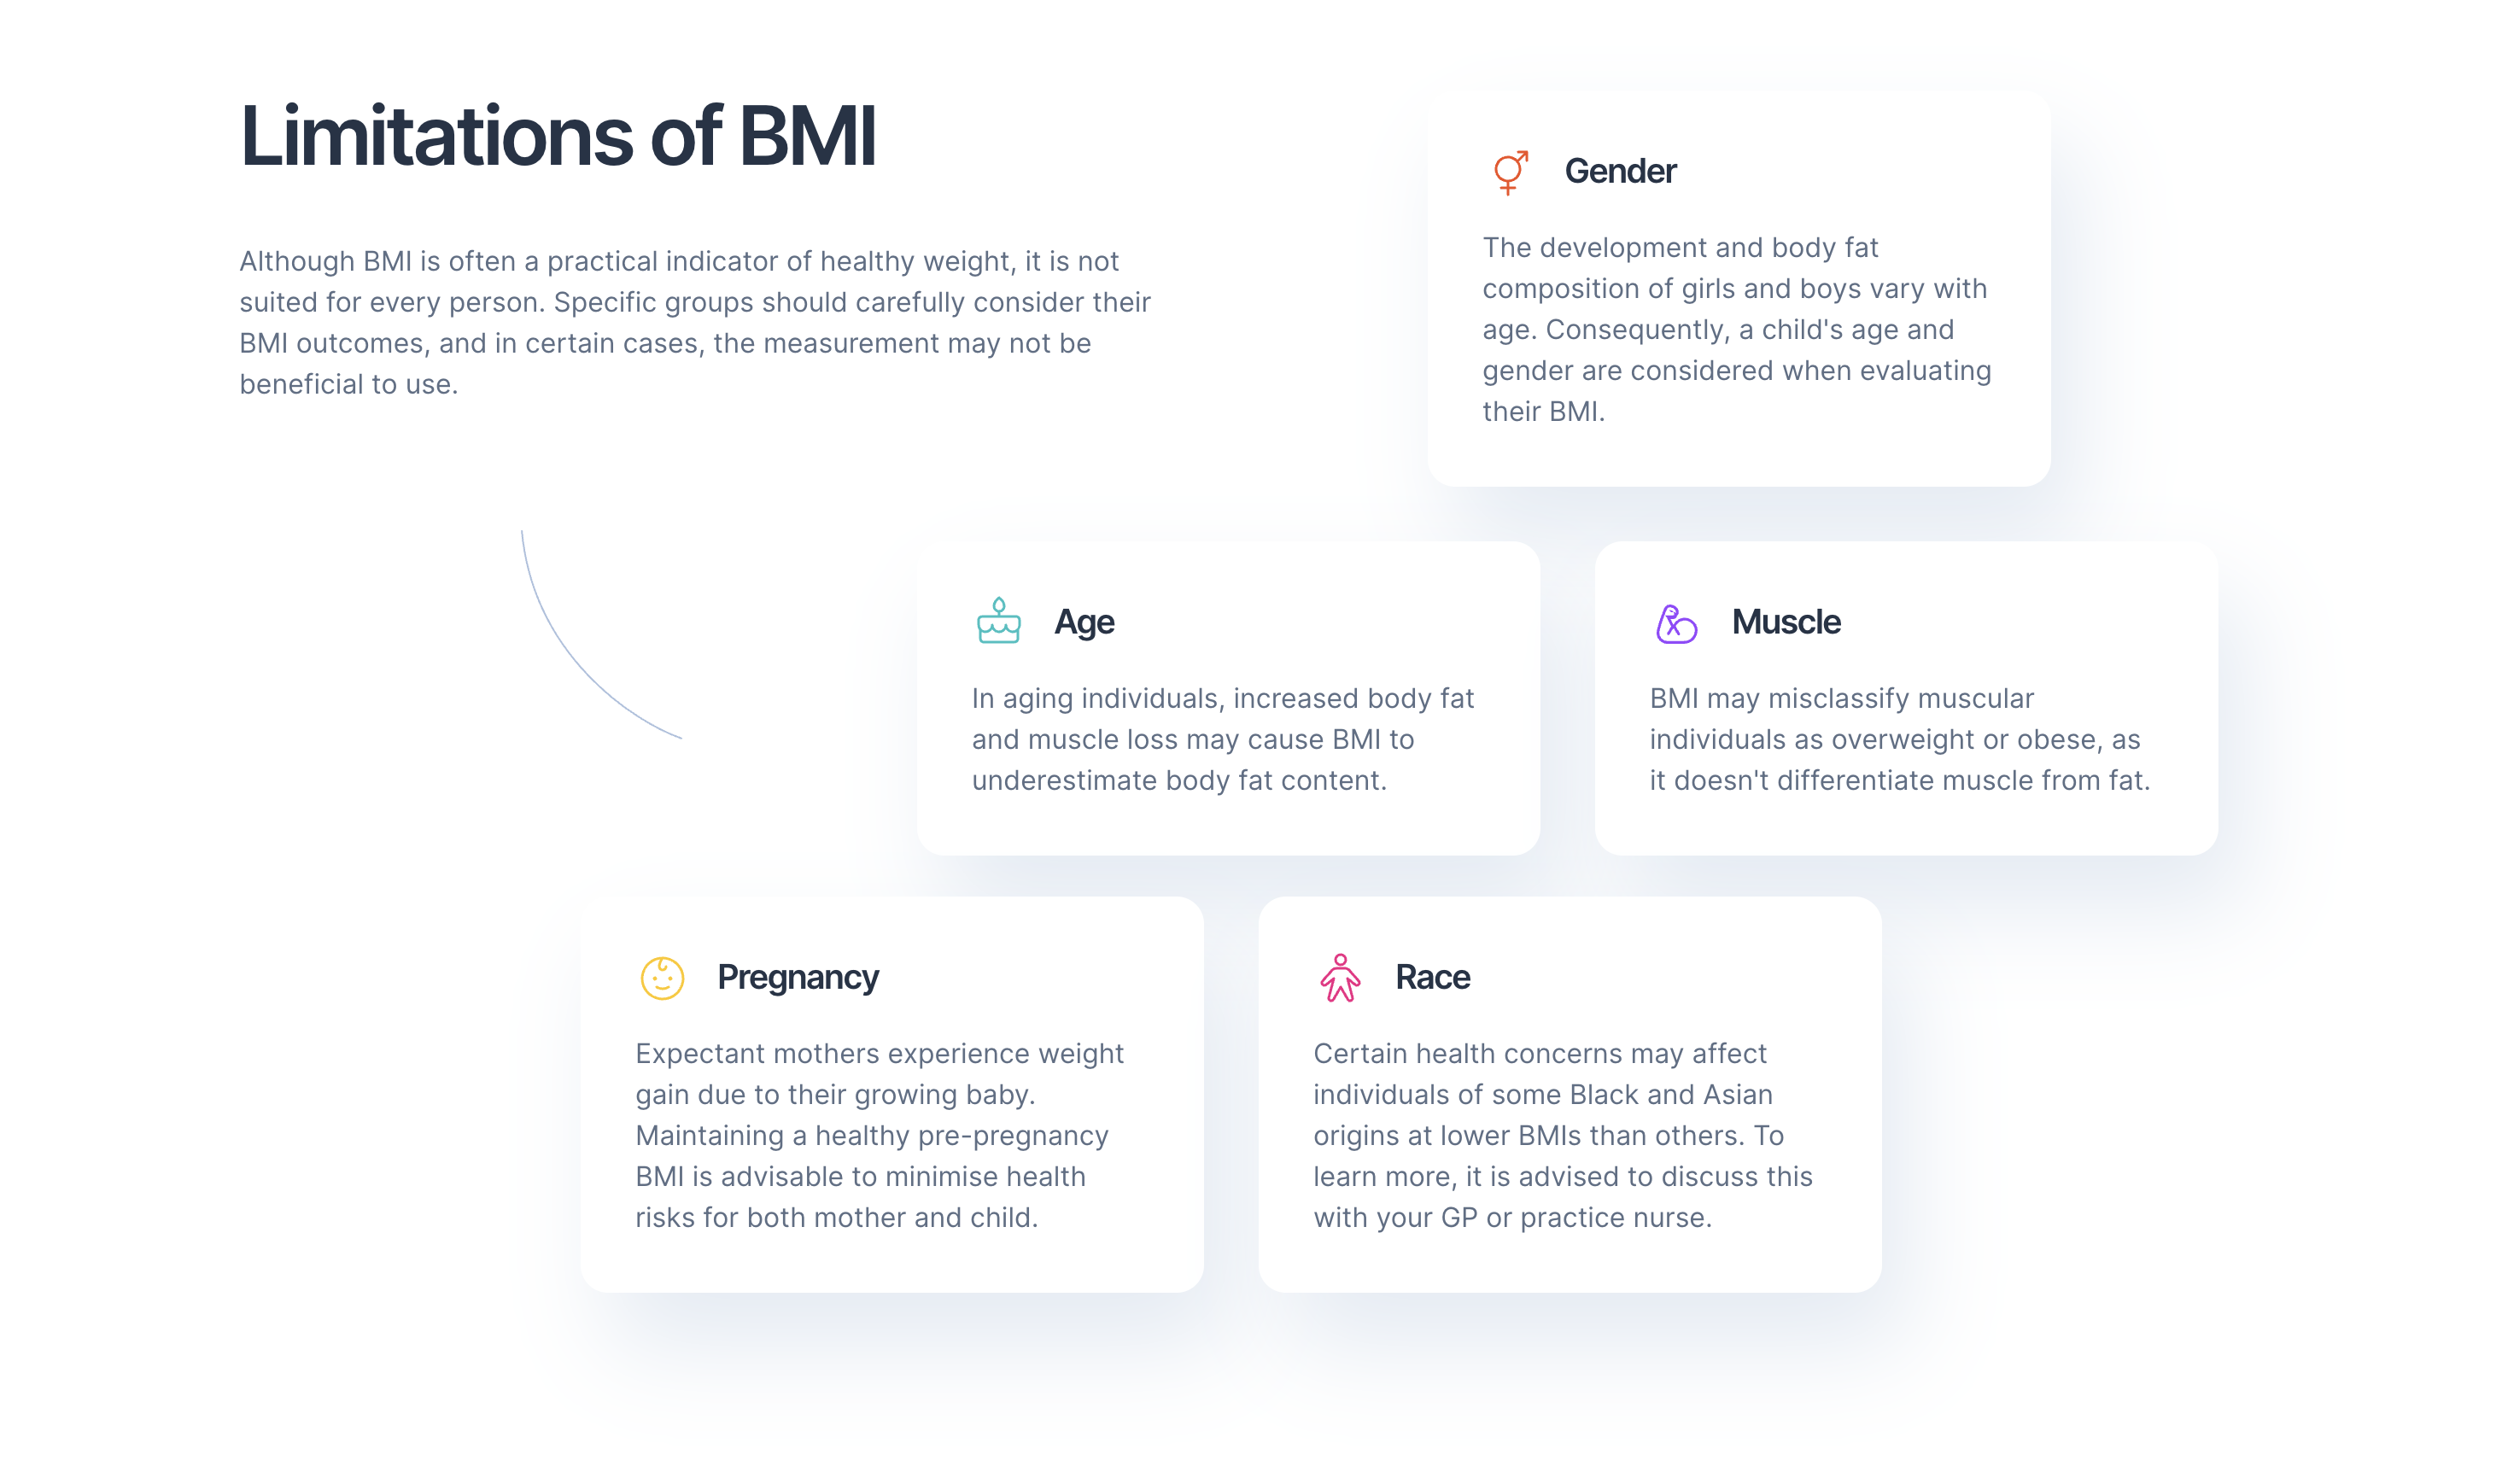 Limitations of BMI
Although BMI is often a practical indicator of healthy weight, it is not
suited for every person. Specific groups should carefully consider their
BMI outcomes, and in certain cases, the measurement may not be
beneficial to use.
Gender
The development and body fat
composition of girls and boys vary with
age. Consequently, a child's age and
gender are considered when evaluating
their BMI.
Age
In aging individuals, increased body fat
and muscle loss may cause BMI to
underestimate body fat content.
Muscle
BMI may misclassify muscular
individuals as overweight or obese, as
it doesn't differentiate muscle from fat.
Pregnancy
Expectant mothers experience weight
gain due to their growing baby.
Maintaining a healthy pre-pregnancy
BMI is advisable to minimise health
risks for both mother and child.
Race
Certain health concerns may affect
individuals of some Black and Asian
origins at lower BMIs than others. To
learn more, it is advised to discuss this
with your GP or practice nurse.